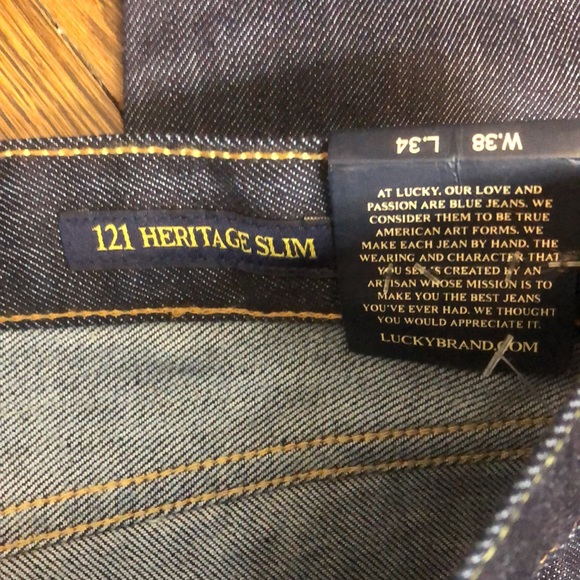 W.38 L.34
121 HERITAGE SLIM
AT LUCKY, OUR LOVE AND
PASSION ARE BLUE JEANS. WE
CONSIDER THEM TO BE TRUE
AMERICAN ART FORMS. WE
MAKE EACH JEAN BY HAND. THE
WEARING AND CHARACTER THAT
YOU SEE IS CREATED BY AN
ARTISAN WHOSE MISSION IS TO
MAKE YOU THE BEST JEANS
YOU'VE EVER HAD. WE THOUGHT
YOU WOULD APPRECIATE IT.
LUCKYBRAND.COM